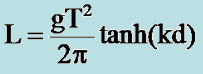 L = gT²/2π tanh(kd)